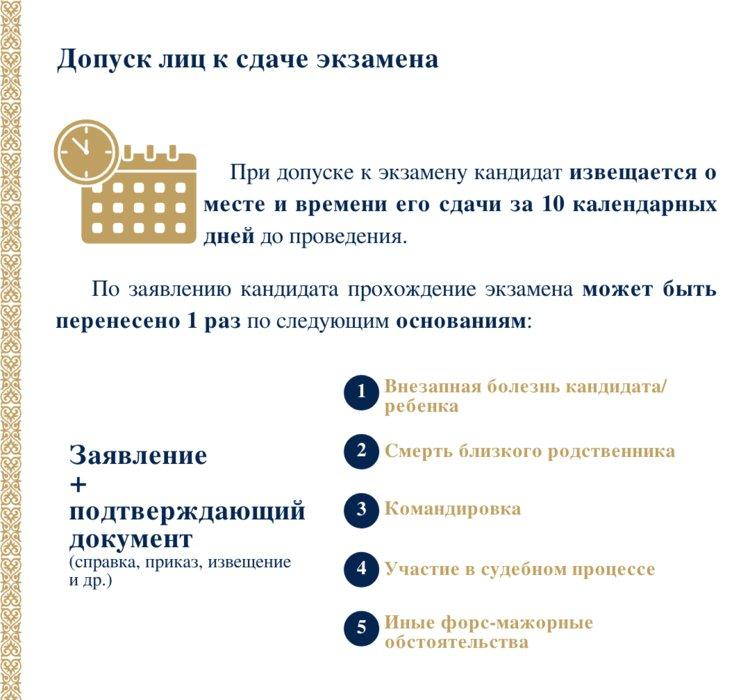 Допуск лиц к сдаче экзамена
При допуске к экзамену кандидат извещается о
месте и времени его сдачи за 10 календарных
дней до проведения.
По заявлению кандидата прохождение экзамена может быть
перенесено 1 раз по следующим основаниям:
Заявление
+
подтверждающий
документ
(справка, приказ, извещение
и др.)
1 Внезапная болезнь кандидата/
ребенка
2 Смерть близкого родственника
3 Командировка
4 Участие в судебном процессе
5 Иные форс-мажорные
обстоятельства